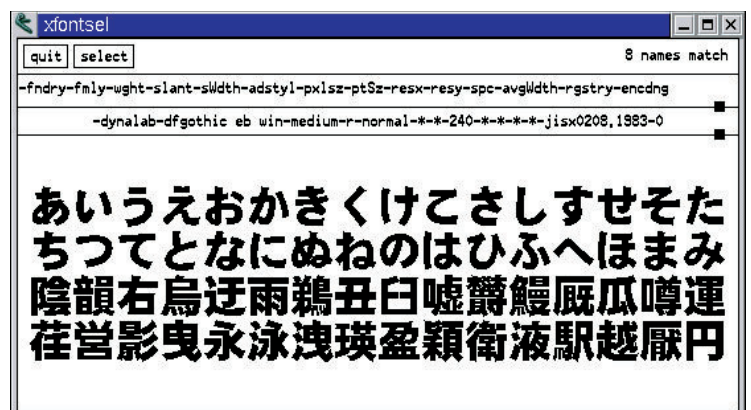 xfontsel
quit select 8 names match
-fndry-fmly-wght-slant-sWdth-adstyl-pxlsz-ptSz-resx-resy-spc-avgWdth-rgstry-encdng
-dynalab-dfgothic eb win-medium-r-normal-*-*-240-*-*-*-*-jisx0208.1983-0
あいうえおかきくけこさしすせそた
ちつてとなにぬねのはひふへほまみ
陰韻右烏迂雨鵜丑臼嘘欝鰻厩瓜噂運
荏営影曳永泳洩瑛盈穎衛液駅越厭円